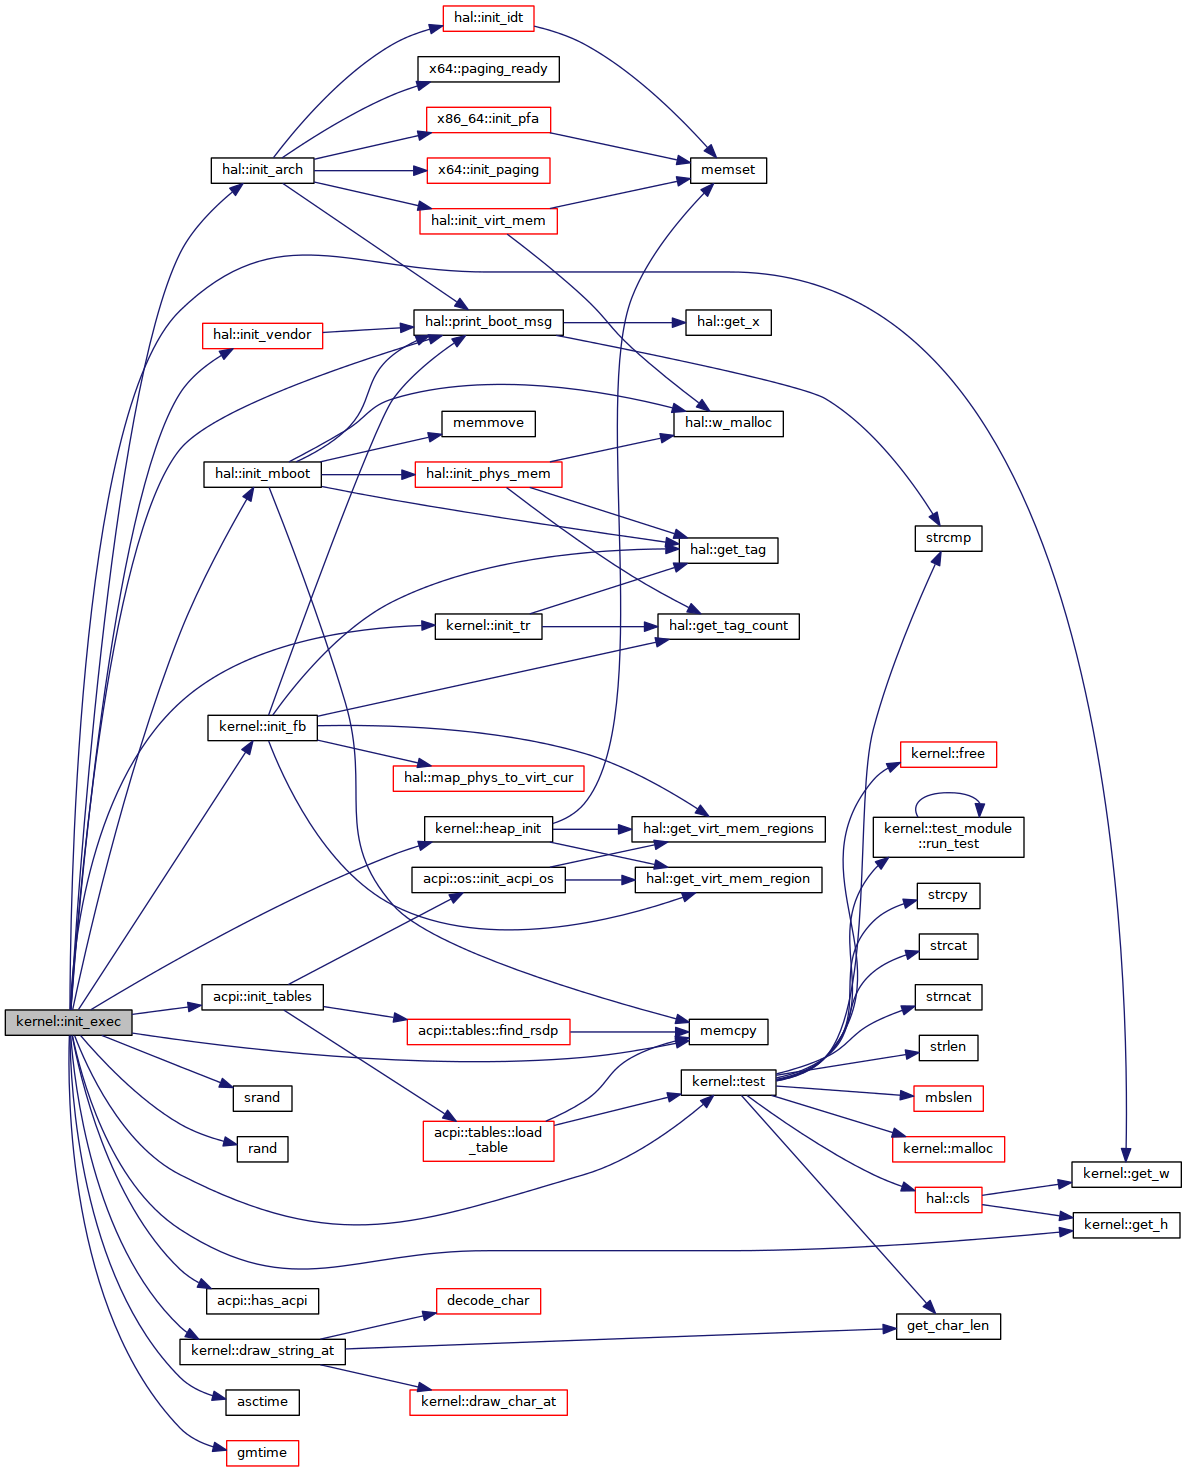 hal::init_idt
x64::paging_ready
x86_64::init_pfa
hal::init_arch
x64::init_paging
memset
hal::init_virt_mem
hal::print_boot_msg
hal::get_x
hal::init_vendor
memmove
hal::w_malloc
hal::init_mboot
hal::init_phys_mem
strcmp
hal::get_tag
kernel::init_tr
hal::get_tag_count
kernel::init_fb
kernel::free
hal::map_phys_to_virt_cur
kernel::heap_init
hal::get_virt_mem_regions
kernel::test_module
::run_test
acpi::os::init_acpi_os
hal::get_virt_mem_region
strcpy
strcat
acpi::init_tables
strncat
kernel::init_exec
acpi::tables::find_rsdp
memcpy
strlen
kernel::test
srand
mbslen
acpi::tables::load
_table
rand
kernel::malloc
kernel::get_w
hal::cls
kernel::get_h
acpi::has_acpi
decode_char
get_char_len
kernel::draw_string_at
asctime
kernel::draw_char_at
gmtime